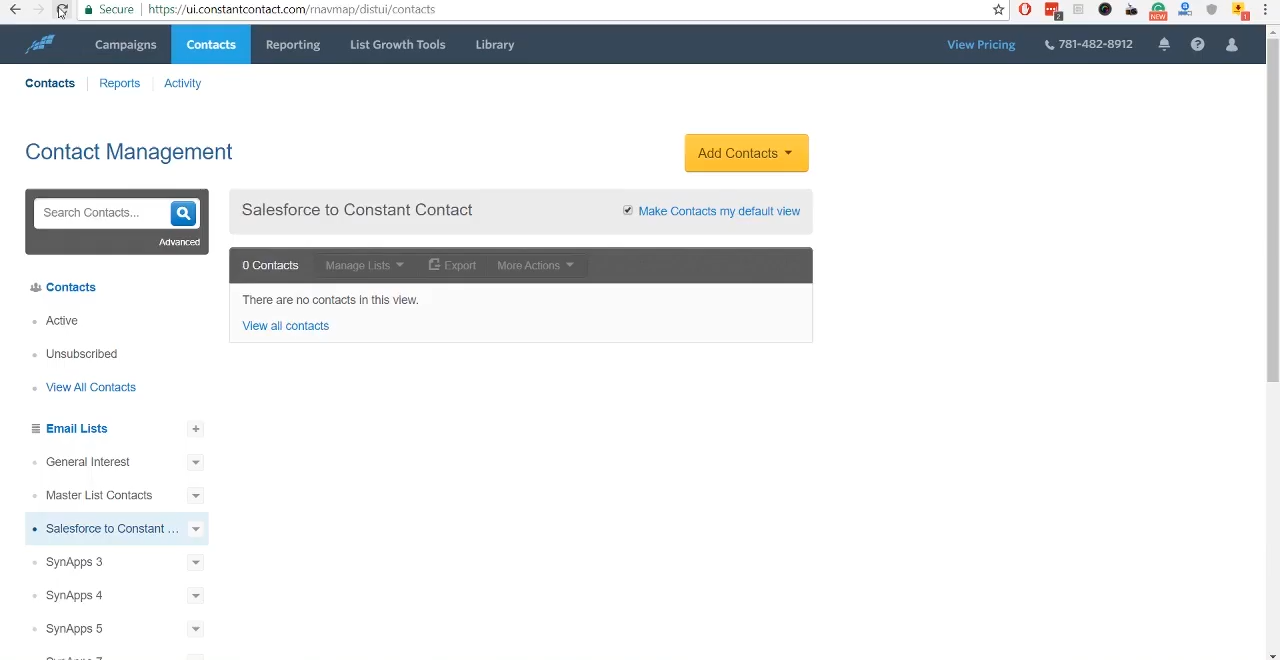 Secure https://ui.constantcontact.com/rnavmap/distui/contacts
2
NEW
1
Campaigns Contacts Reporting List Growth Tools Library View Pricing 781-482-8912
Contacts Reports Activity
Contact Management
Add Contacts
Search Contacts...
Advanced
Salesforce to Constant Contact
Make Contacts my default view
0 Contacts Manage Lists Export More Actions
There are no contacts in this view.
View all contacts
Contacts
Active
Unsubscribed
View All Contacts
Email Lists +
General Interest
Master List Contacts
Salesforce to Constant ...
SynApps 3
SynApps 4
SynApps 5